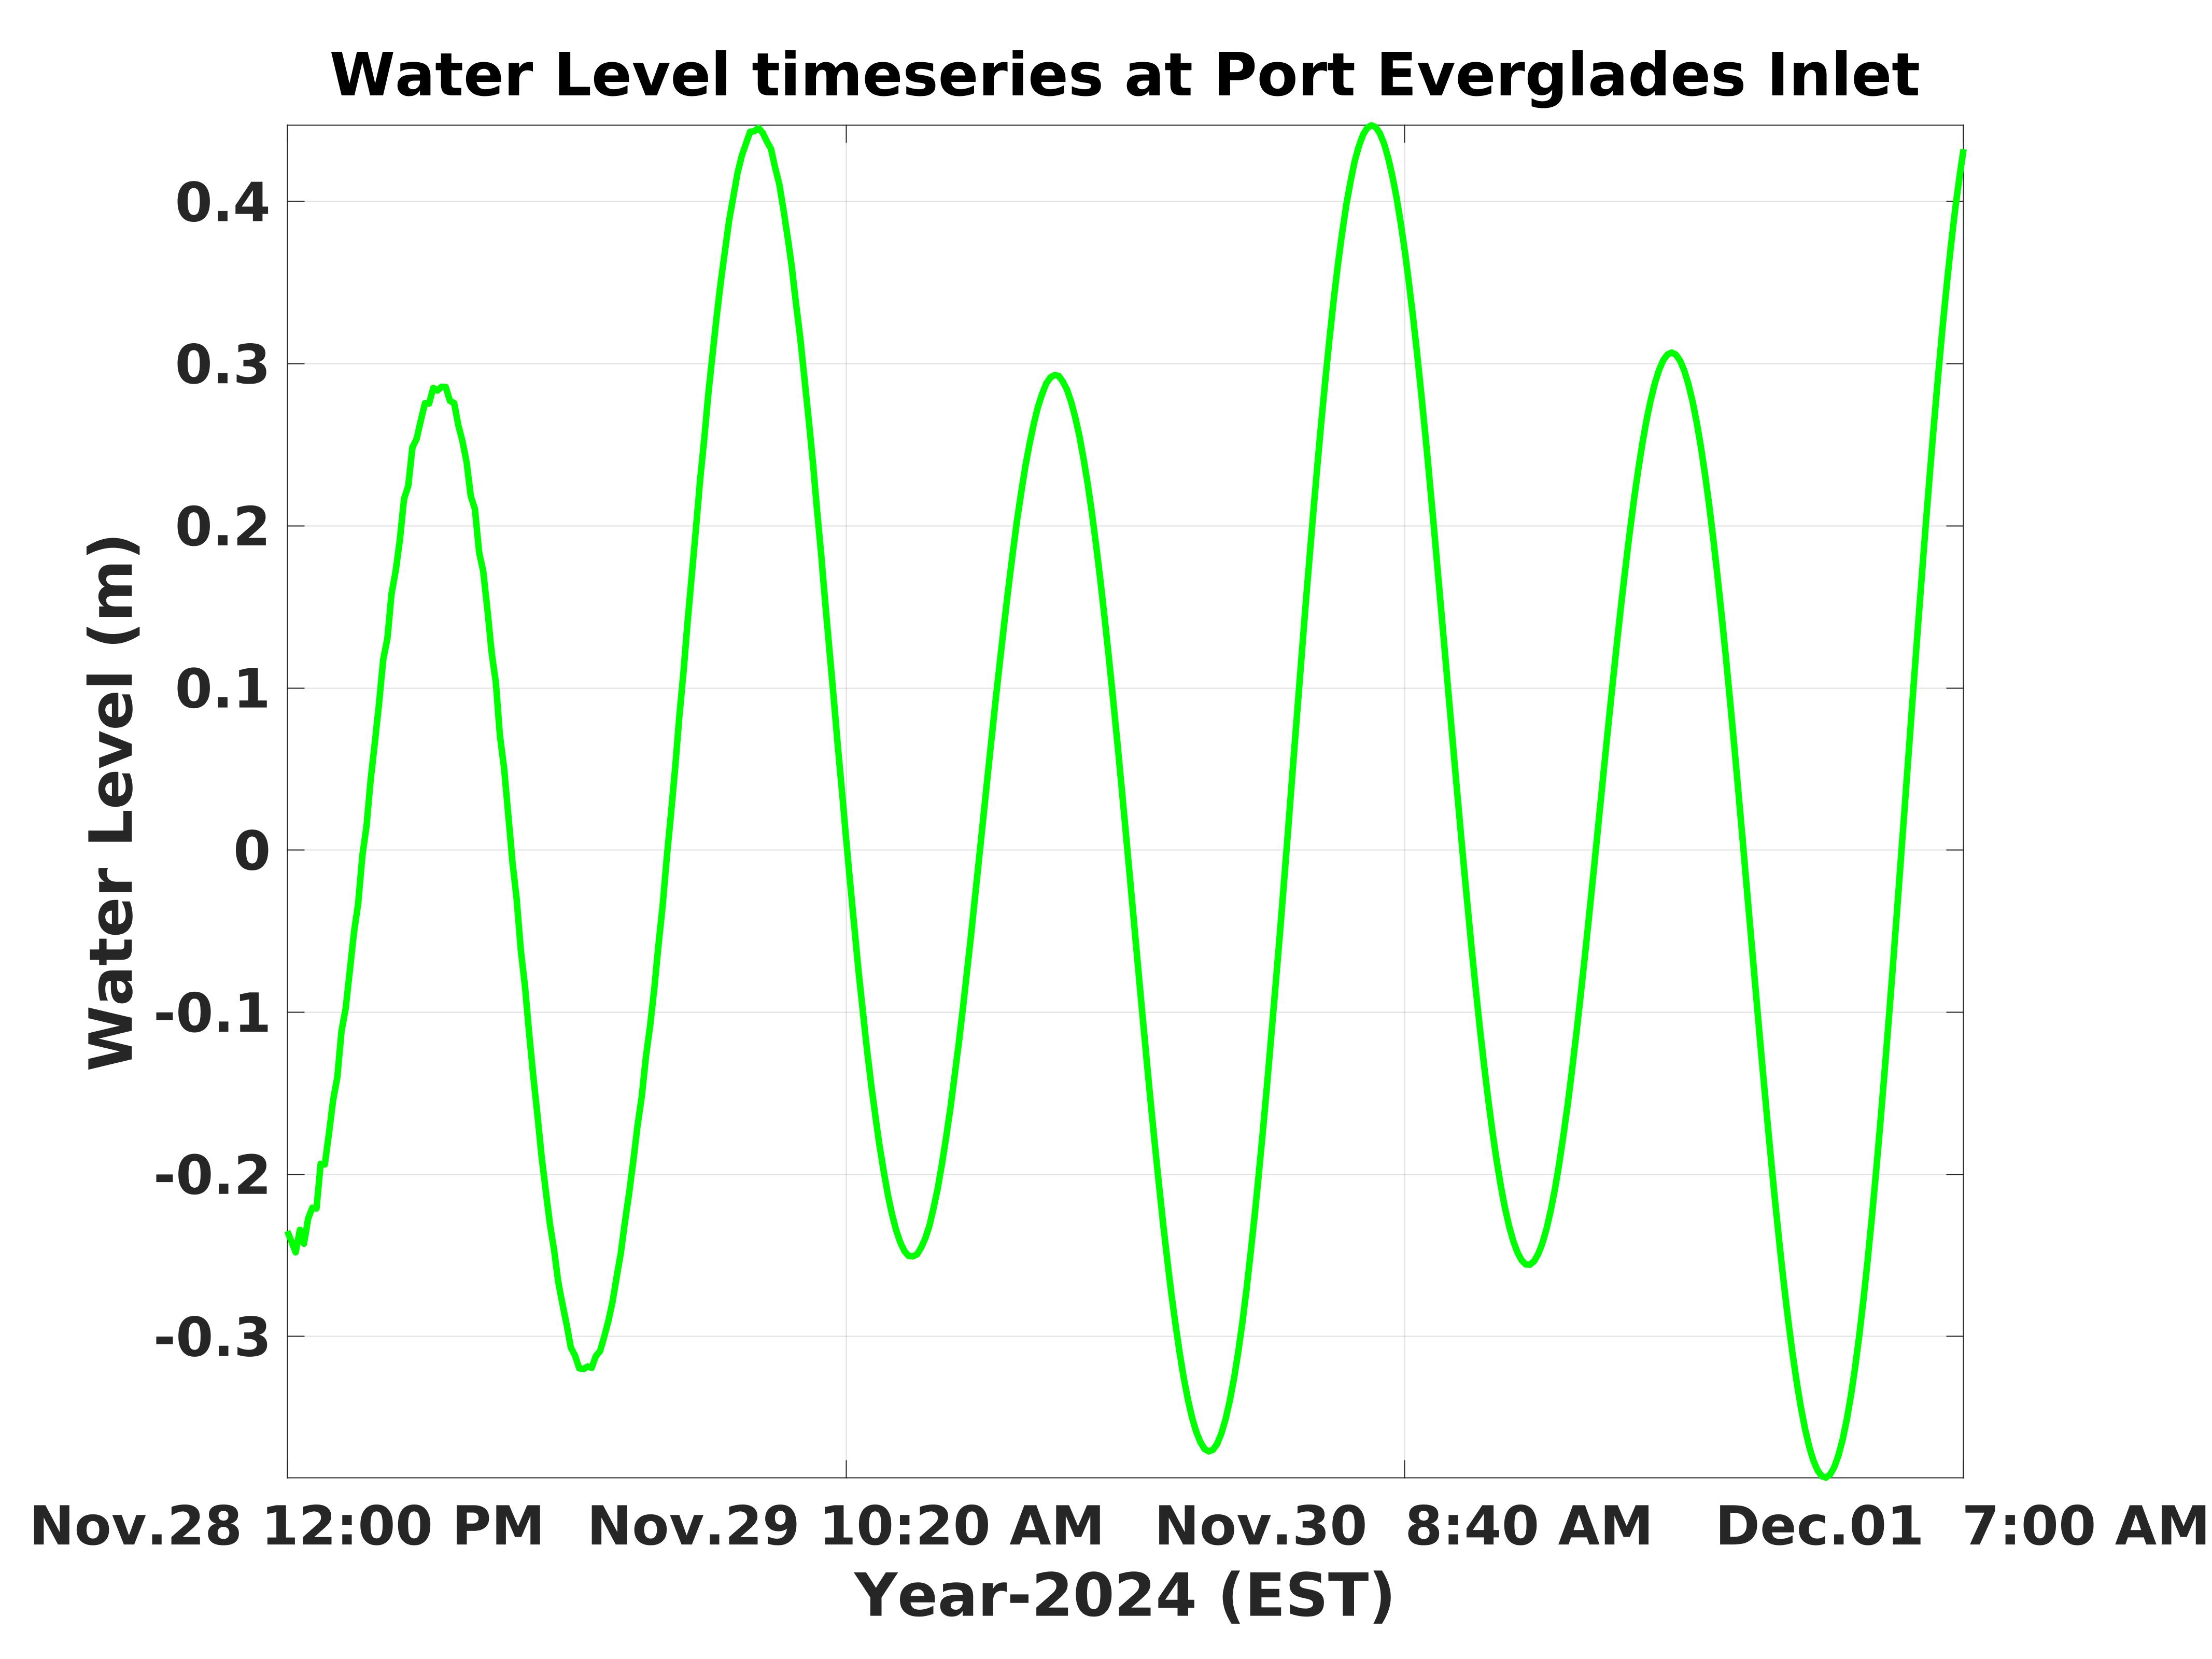 Water Level timeseries at Port Everglades Inlet
0.4
0.3
0.2
0.1
0
-0.1
-0.2
-0.3
Water Level (m)
Nov.28 12:00 PM Nov.29 10:20 AM Nov.30 8:40 AM Dec.01 7:00 AM
Year-2024 (EST)